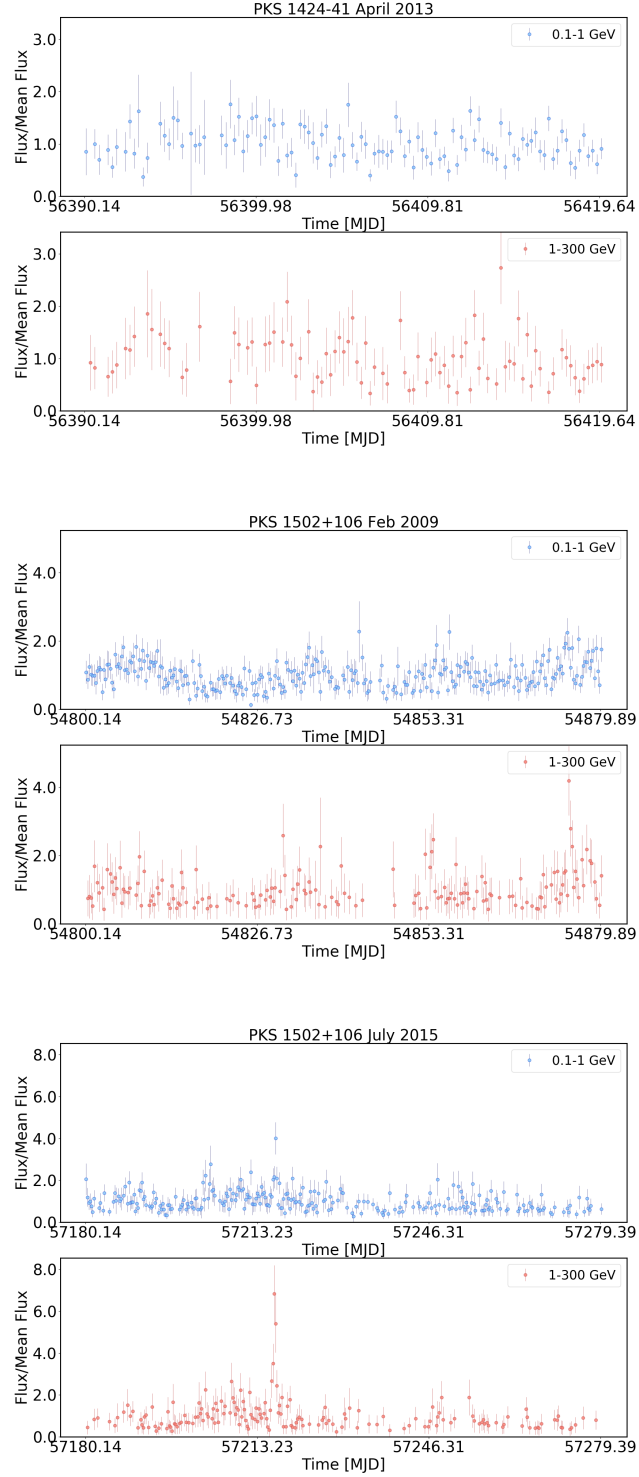 PKS 1424-41 April 2013
0.1-1 GeV
Flux/Mean Flux
3.0
2.0
1.0
0.0
56390.14 56399.98 56409.81 56419.64
Time [MJD]
1-300 GeV
Flux/Mean Flux
3.0
2.0
1.0
0.0
56390.14 56399.98 56409.81 56419.64
Time [MJD]
PKS 1502+106 Feb 2009
0.1-1 GeV
Flux/Mean Flux
4.0
2.0
0.0
54800.14 54826.73 54853.31 54879.89
Time [MJD]
1-300 GeV
Flux/Mean Flux
4.0
2.0
0.0
54800.14 54826.73 54853.31 54879.89
Time [MJD]
PKS 1502+106 July 2015
0.1-1 GeV
Flux/Mean Flux
8.0
6.0
4.0
2.0
0.0
57180.14 57213.23 57246.31 57279.39
Time [MJD]
1-300 GeV
Flux/Mean Flux
8.0
6.0
4.0
2.0
0.0
57180.14 57213.23 57246.31 57279.39
Time [MJD]